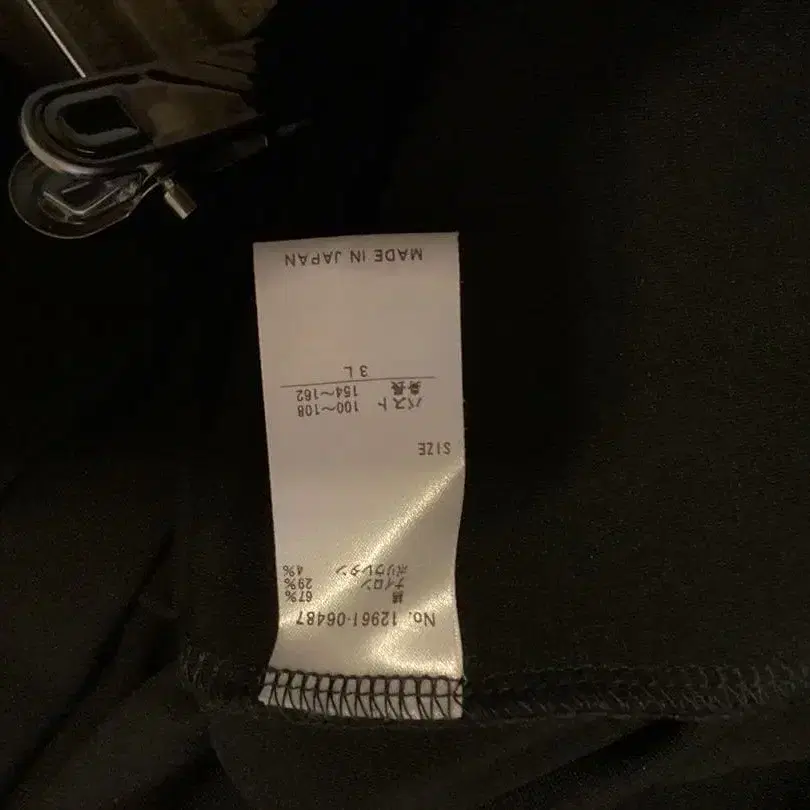 No. 12961-06487
綿 67%
ナイロン 29%
ポリウレタン 4%
SIZE
バスト 100〜108
身長 154〜162
3L
MADE IN JAPAN